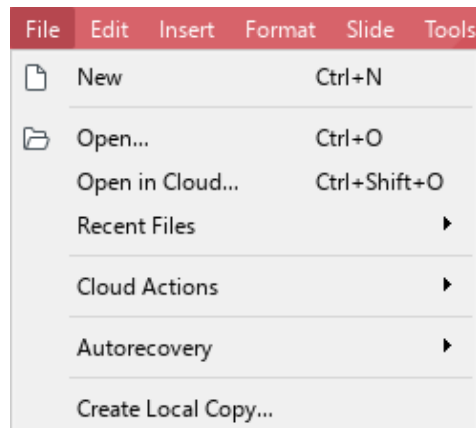 File Edit Insert Format Slide Tools
New Ctrl+N
Open... Ctrl+O
Open in Cloud... Ctrl+Shift+O
Recent Files
Cloud Actions
Autorecovery
Create Local Copy...